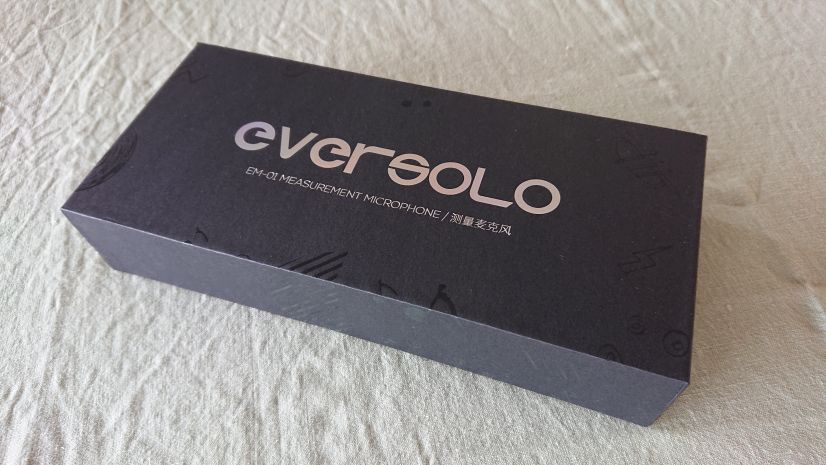 eversolo
EM-01 MEASUREMENT MICROPHONE / 测量麦克风